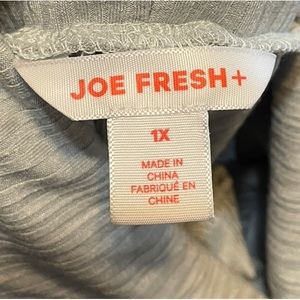 JOE FRESH+
1X
MADE IN
CHINA
FABRIQUÉ EN
CHINE